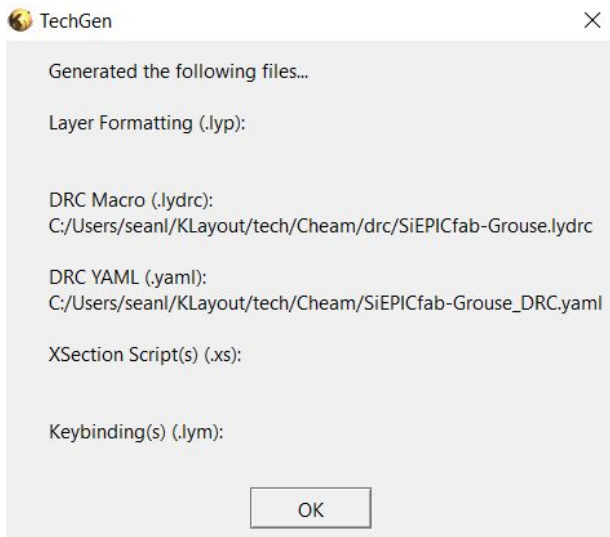 TechGen
Generated the following files...
Layer Formatting (.lyp):
DRC Macro (.lydrc):
C:/Users/seanl/KLayout/tech/Cheam/drc/SiEPICfab-Grouse.lydrc
DRC YAML (.yaml):
C:/Users/seanl/KLayout/tech/Cheam/SiEPICfab-Grouse_DRC.yaml
XSection Script(s) (.xs):
Keybinding(s) (.lym):
OK